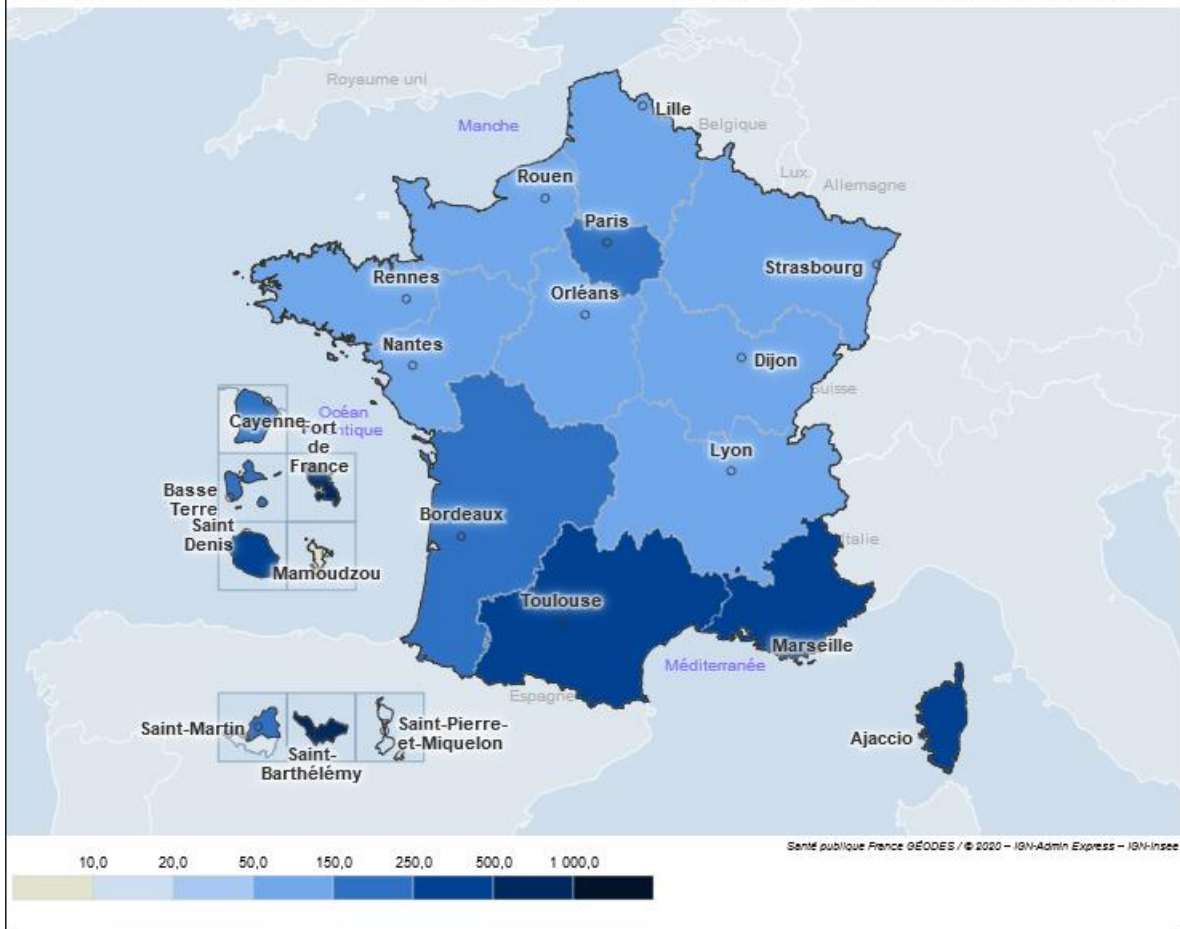 Royaume uni
Lille
Manche
Belgique
Rouen
Lux.
Allemagne
Paris
Strasbourg
Rennes
Orléans
Nantes
Dijon
Suisse
Océan
Cayenne
Fort
de
France
Lyon
Basse
Terre
Bordeaux
Saint
Denis
Italie
Mamoudzou
Toulouse
Marseille
Méditerranée
Espagne
Saint-Martin
Saint-Pierre-
et-Miquelon
Saint-
Barthélémy
Ajaccio
Santé publique France GÉODES / © 2020 – IGN-Admin Express – IGN-Insee
10,0 20,0 50,0 150,0 250,0 500,0 1 000,0